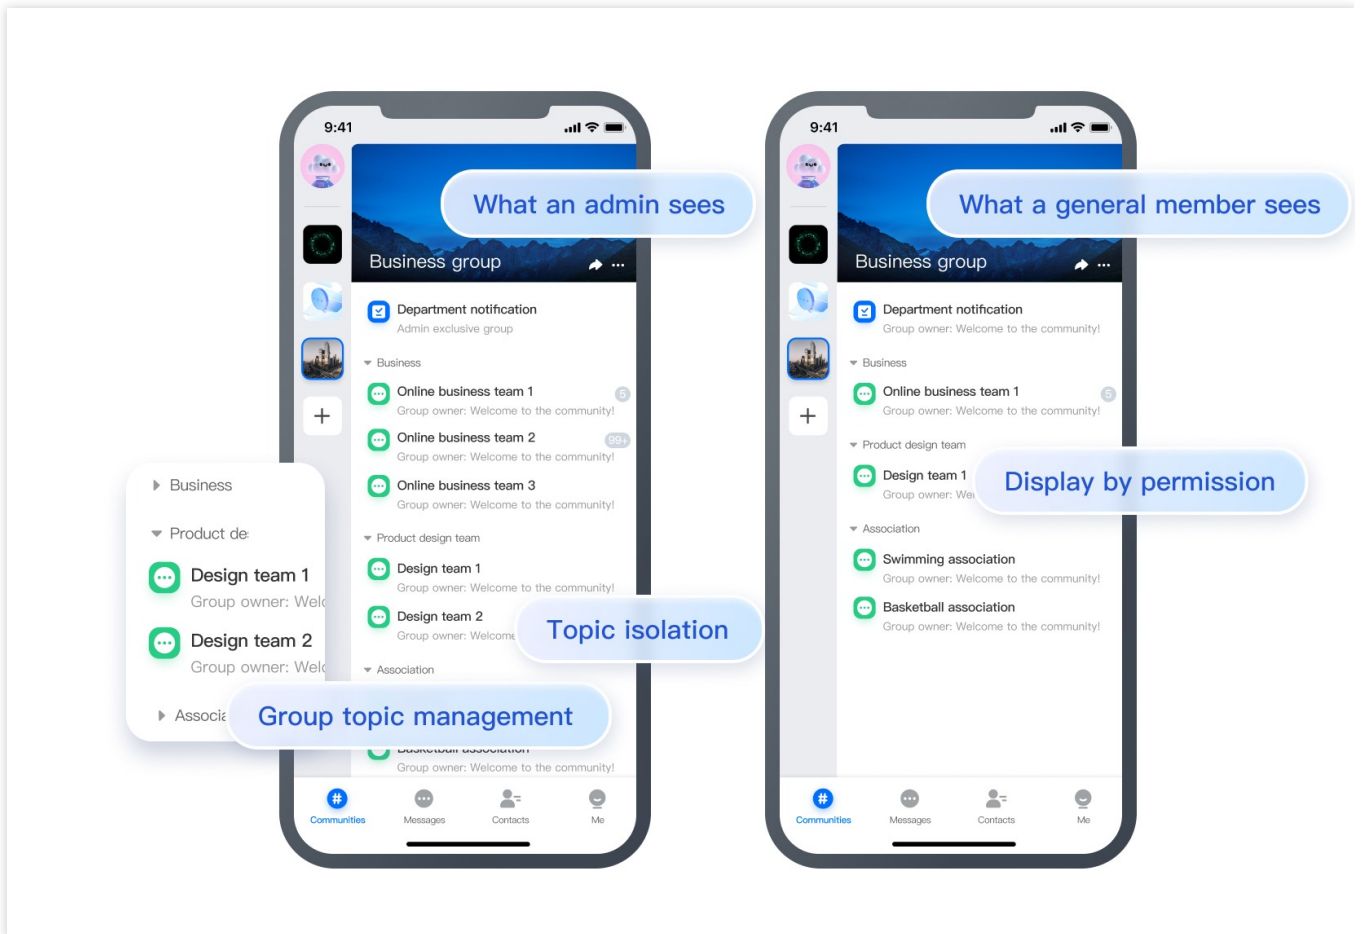 9:41
What an admin sees
Business group
Department notification
Admin exclusive group
Business
Online business team 1
5
Group owner: Welcome to the community!
Online business team 2
99+
Group owner: Welcome to the community!
Online business team 3
Group owner: Welcome to the community!
Product design team
Design team 1
Group owner: Welcome to the community!
Design team 2
Group owner: Welcome
Topic isolation
Association
Basketball association
Group owner: Welcome to the community!
Communities
Messages
Contacts
Me
Business
Product de
Design team 1
Group owner: Wel
Design team 2
Group owner: Wel
Associa
Group topic management
9:41
What a general member sees
Business group
Department notification
Group owner: Welcome to the community!
Business
Online business team 1
5
Group owner: Welcome to the community!
Product design team
Design team 1
Group owner: We
Display by permission
Association
Swimming association
Group owner: Welcome to the community!
Basketball association
Group owner: Welcome to the community!
Communities
Messages
Contacts
Me